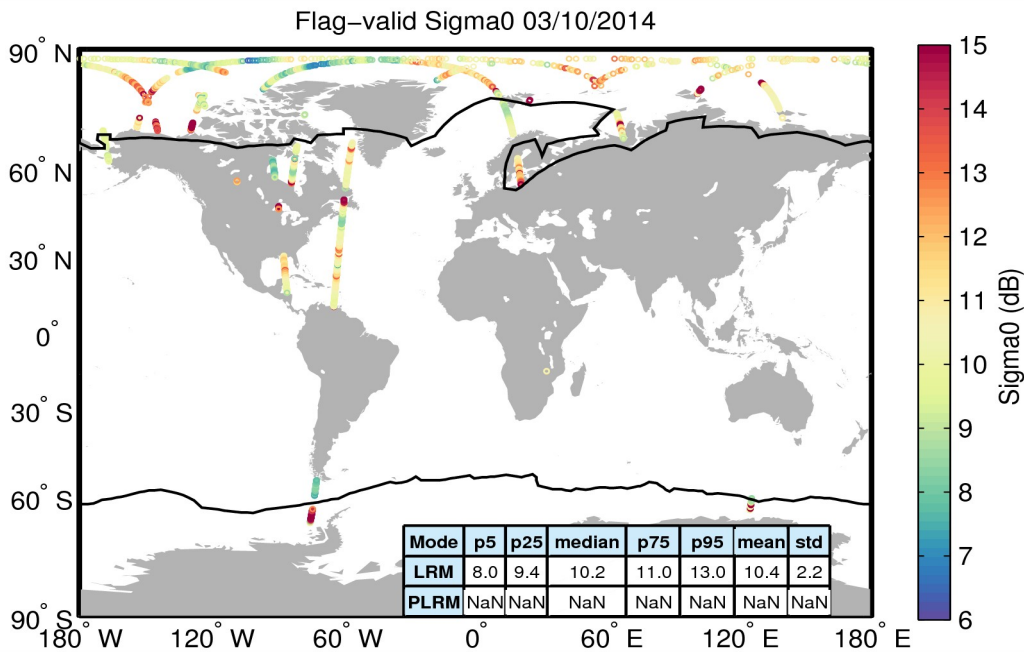 Flag−valid Sigma0 03/10/2014
90° N
60° N
30° N
0°
30° S
60° S
90° S
180° W
120° W
60° W
0°
60° E
120° E
180° E
Mode p5 p25 median p75 p95 mean std
LRM 8.0 9.4 10.2 11.0 13.0 10.4 2.2
PLRM NaN NaN NaN NaN NaN NaN NaN
15
14
13
12
11
10
9
8
7
6
Sigma0 (dB)